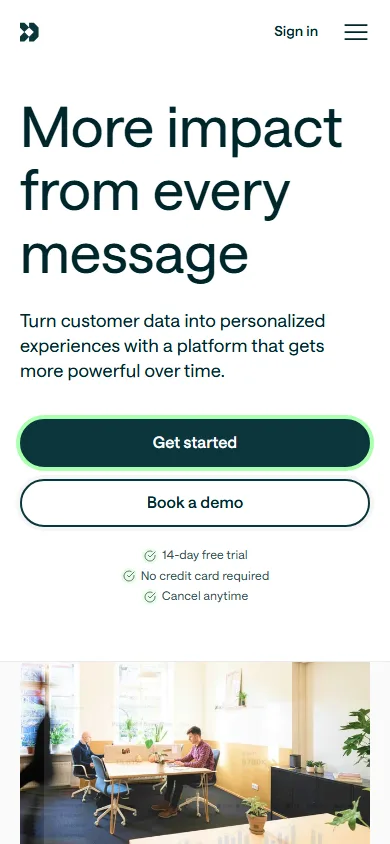 Sign in
More impact
from every
message
Turn customer data into personalized
experiences with a platform that gets
more powerful over time.
Get started
Book a demo
14-day free trial
No credit card required
Cancel anytime